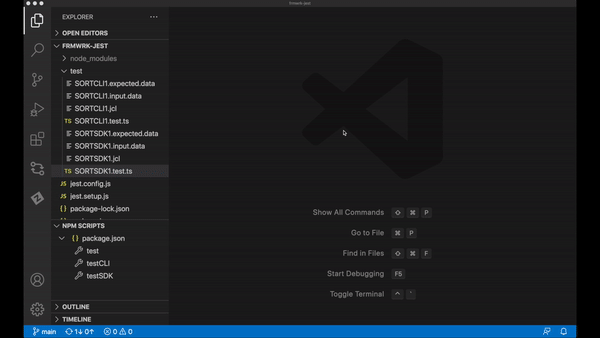 frmwrk-jest
EXPLORER
OPEN EDITORS
FRMWRK-JEST
node_modules
test
SORTCLI1.expected.data
SORTCLI1.input.data
SORTCLI1.jcl
TS SORTCLI1.test.ts
SORTSDK1.expected.data
SORTSDK1.input.data
SORTSDK1.jcl
TS SORTSDK1.test.ts
JS jest.config.js
JS jest.setup.js
{} package-lock.json
NPM SCRIPTS
{} package.json
test
testCLI
testSDK
OUTLINE
TIMELINE
Show All Commands ⇧ ⌘ P
Go to File ⌘ P
Find in Files ⇧ ⌘ F
Start Debugging F5
Toggle Terminal ^ `
main 1↓ 0↑ 0 0